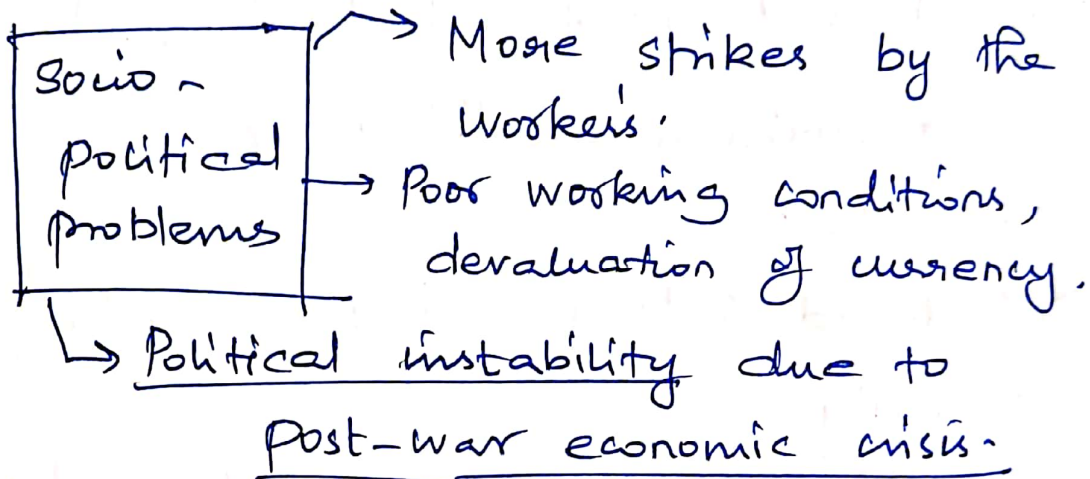 Socio-
political
problems
→ More strikes by the
workers.
→ Poor working conditions,
devaluation of currency.
↳ Political instability due to
post-war economic crisis.